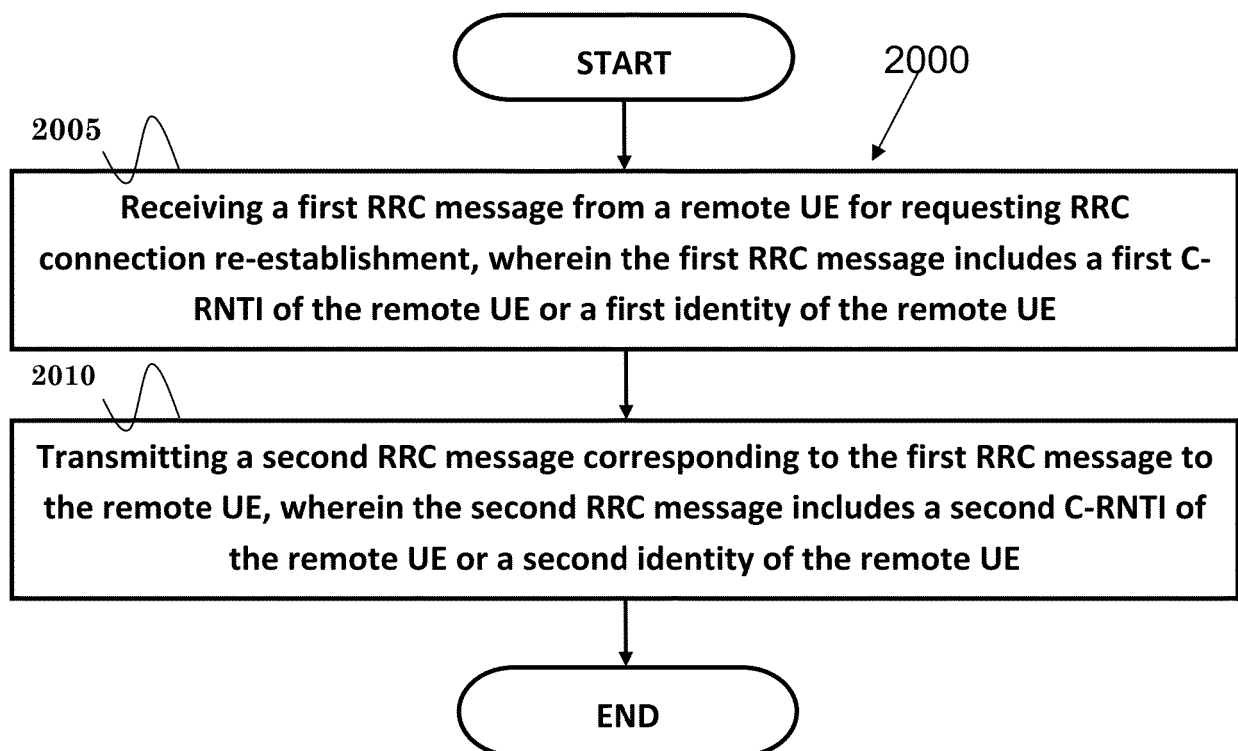 START
2000
2005
Receiving a first RRC message from a remote UE for requesting RRC
connection re-establishment, wherein the first RRC message includes a first C-
RNTI of the remote UE or a first identity of the remote UE
2010
Transmitting a second RRC message corresponding to the first RRC message to
the remote UE, wherein the second RRC message includes a second C-RNTI of
the remote UE or a second identity of the remote UE
END